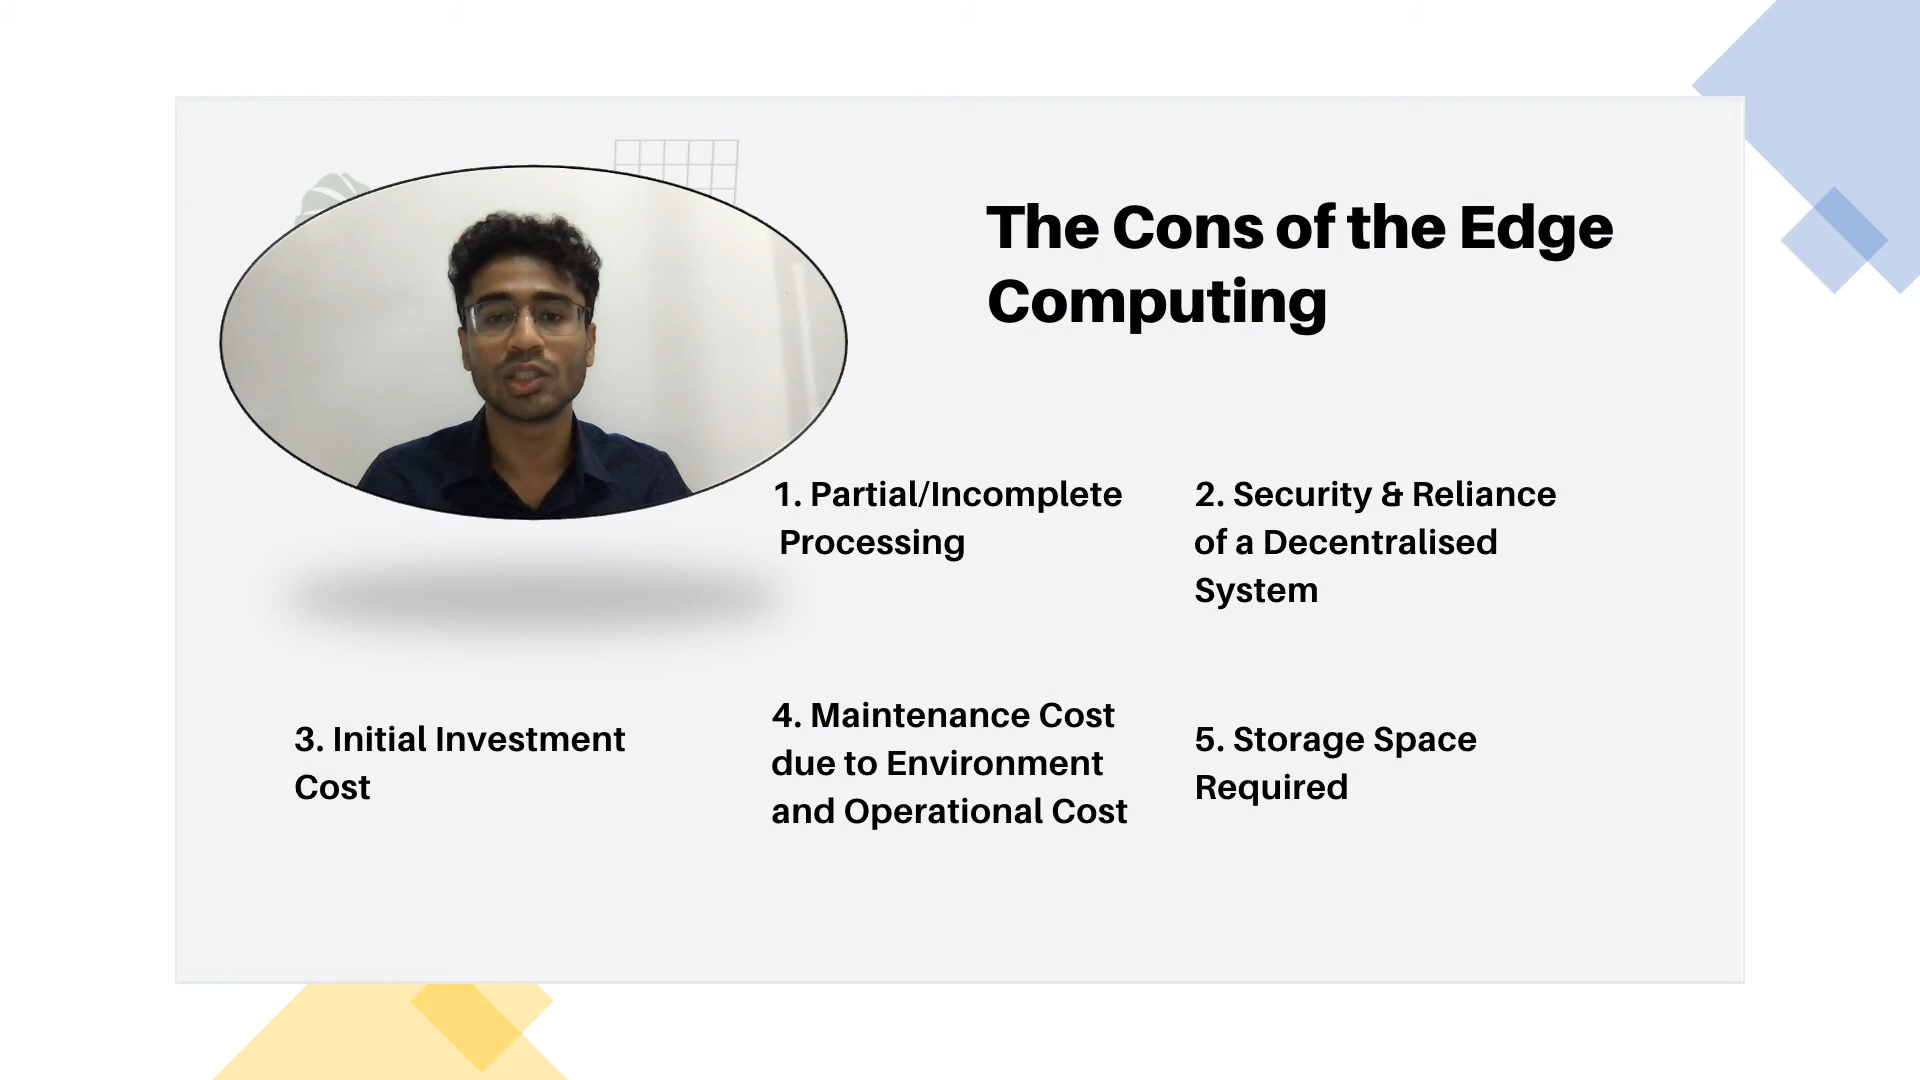 The Cons of the Edge
Computing
1. Partial/Incomplete
Processing
2. Security & Reliance
of a Decentralised
System
3. Initial Investment
Cost
4. Maintenance Cost
due to Environment
and Operational Cost
5. Storage Space
Required